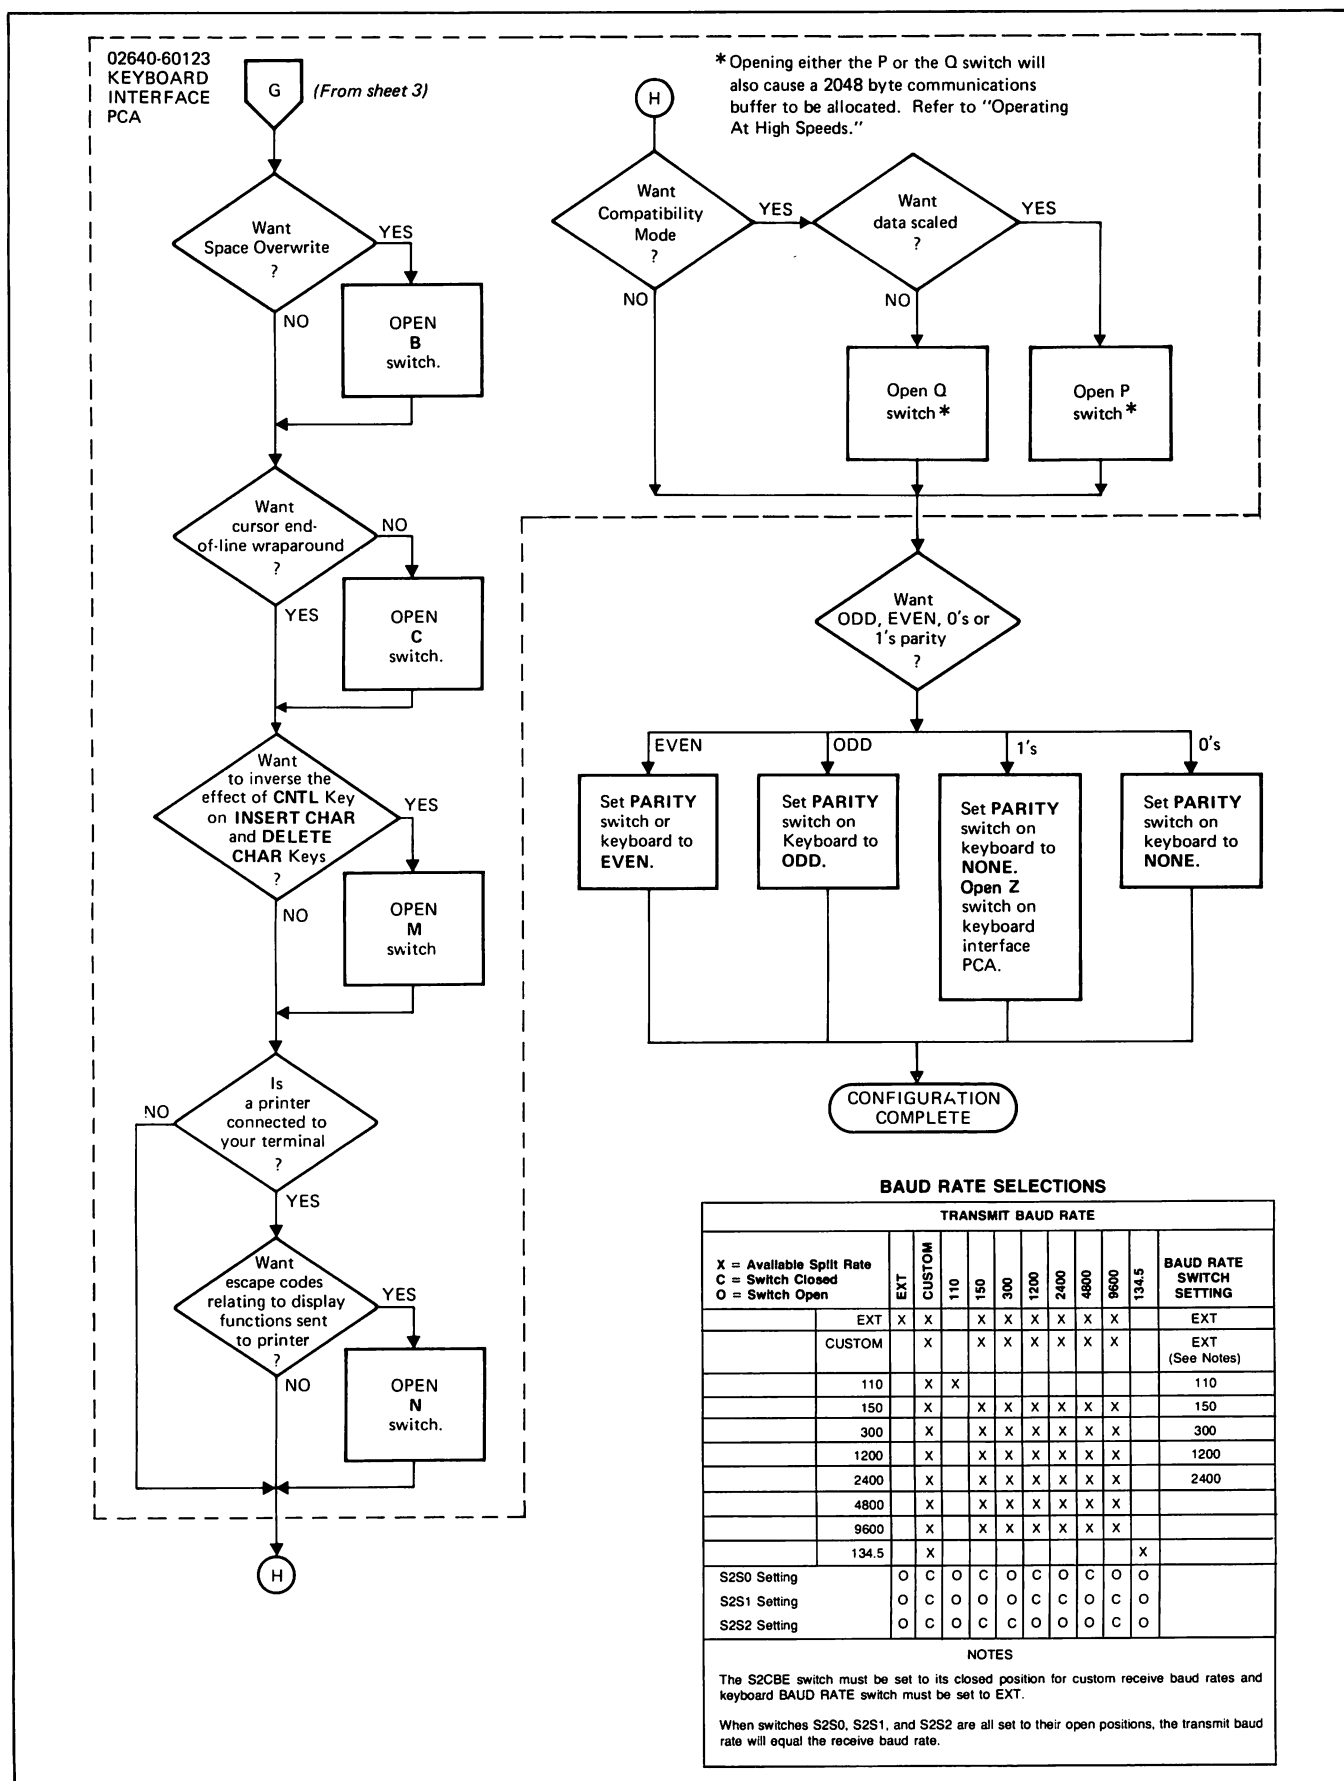 02640-60123
KEYBOARD
INTERFACE
PCA
G
(From sheet 3)
Want
Space Overwrite
?
YES
NO
OPEN
B
switch.
Want
cursor end-
of-line wraparound
?
NO
YES
OPEN
C
switch.
Want
to inverse the
effect of CNTL Key
on INSERT CHAR
and DELETE
CHAR Keys
?
YES
NO
OPEN
M
switch
Is
a printer
connected to
your terminal
?
NO
YES
Want
escape codes
relating to display
functions sent
to printer
?
YES
NO
OPEN
N
switch.
H
* Opening either the P or the Q switch will
also cause a 2048 byte communications
buffer to be allocated. Refer to "Operating
At High Speeds."
H
Want
Compatibility
Mode
?
YES
NO
Want
data scaled
?
YES
NO
Open Q
switch*
Open P
switch*
Want
ODD, EVEN, 0's or
1's parity
?
EVEN
ODD
1's
0's
Set PARITY
switch or
keyboard to
EVEN.
Set PARITY
switch on
Keyboard to
ODD.
Set PARITY
switch on
keyboard to
NONE.
Open Z
switch on
keyboard
interface
PCA.
Set PARITY
switch on
keyboard to
NONE.
CONFIGURATION
COMPLETE
BAUD RATE SELECTIONS
TRANSMIT BAUD RATE
X = Available Split Rate
C = Switch Closed
O = Switch Open
EXT CUSTOM 110 150 300 1200 2400 4800 9600 134.5
BAUD RATE
SWITCH
SETTING
EXT X X X X X X X X EXT
CUSTOM X X X X X X X EXT
(See Notes)
110 X X 110
150 X X X X X X X 150
300 X X X X X X X 300
1200 X X X X X X X 1200
2400 X X X X X X X 2400
4800 X X X X X X X
9600 X X X X X X X
134.5 X X
S2S0 Setting O C O C O C O C O O
S2S1 Setting O C O O O C C O C O
S2S2 Setting O C C C C O O O C O
NOTES
The S2CBE switch must be set to its closed position for custom receive baud rates and
keyboard BAUD RATE switch must be set to EXT.
When switches S2S0, S2S1, and S2S2 are all set to their open positions, the transmit baud
rate will equal the receive baud rate.